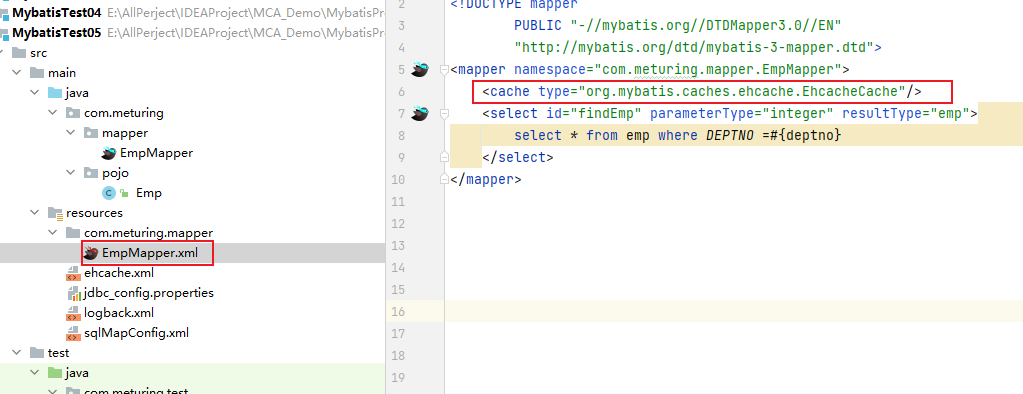 MybatisTest04 E:\AllPerject\IDEAProject\MCA_Demo\MybatisPr
MybatisTest05 E:\AllPerject\IDEAProject\MCA_Demo\MybatisPr
src
main
java
com.meturing
mapper
EmpMapper
pojo
C Emp
resources
com.meturing.mapper
EmpMapper.xml
ehcache.xml
jdbc_config.properties
logback.xml
sqlMapConfig.xml
test
java
com.meturing.test
2 <!DOCTYPE mapper
3 PUBLIC "-//mybatis.org//DTDMapper3.0//EN"
4 "http://mybatis.org/dtd/mybatis-3-mapper.dtd">
5 <mapper namespace="com.meturing.mapper.EmpMapper">
6 <cache type="org.mybatis.caches.ehcache.EhcacheCache"/>
7 <select id="findEmp" parameterType="integer" resultType="emp">
8 select * from emp where DEPTNO =#{deptno}
9 </select>
10 </mapper>
11
12
13
14
15
16
17
18
19